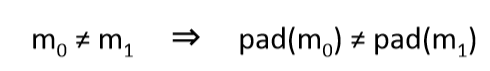 m₀ ≠ m₁ ⇒ pad(m₀) ≠ pad(m₁)